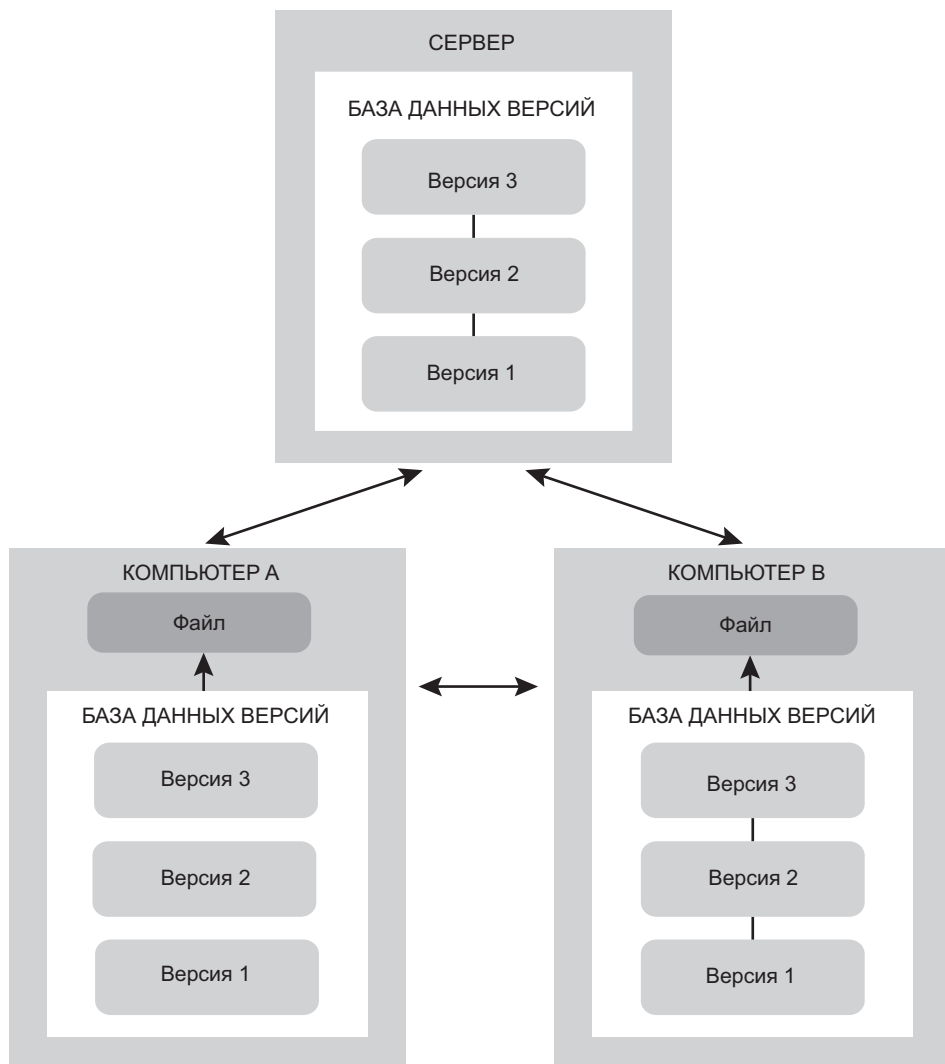 СЕРВЕР
БАЗА ДАННЫХ ВЕРСИЙ
Версия 3
Версия 2
Версия 1
КОМПЬЮТЕР А
Файл
БАЗА ДАННЫХ ВЕРСИЙ
Версия 3
Версия 2
Версия 1
КОМПЬЮТЕР В
Файл
БАЗА ДАННЫХ ВЕРСИЙ
Версия 3
Версия 2
Версия 1